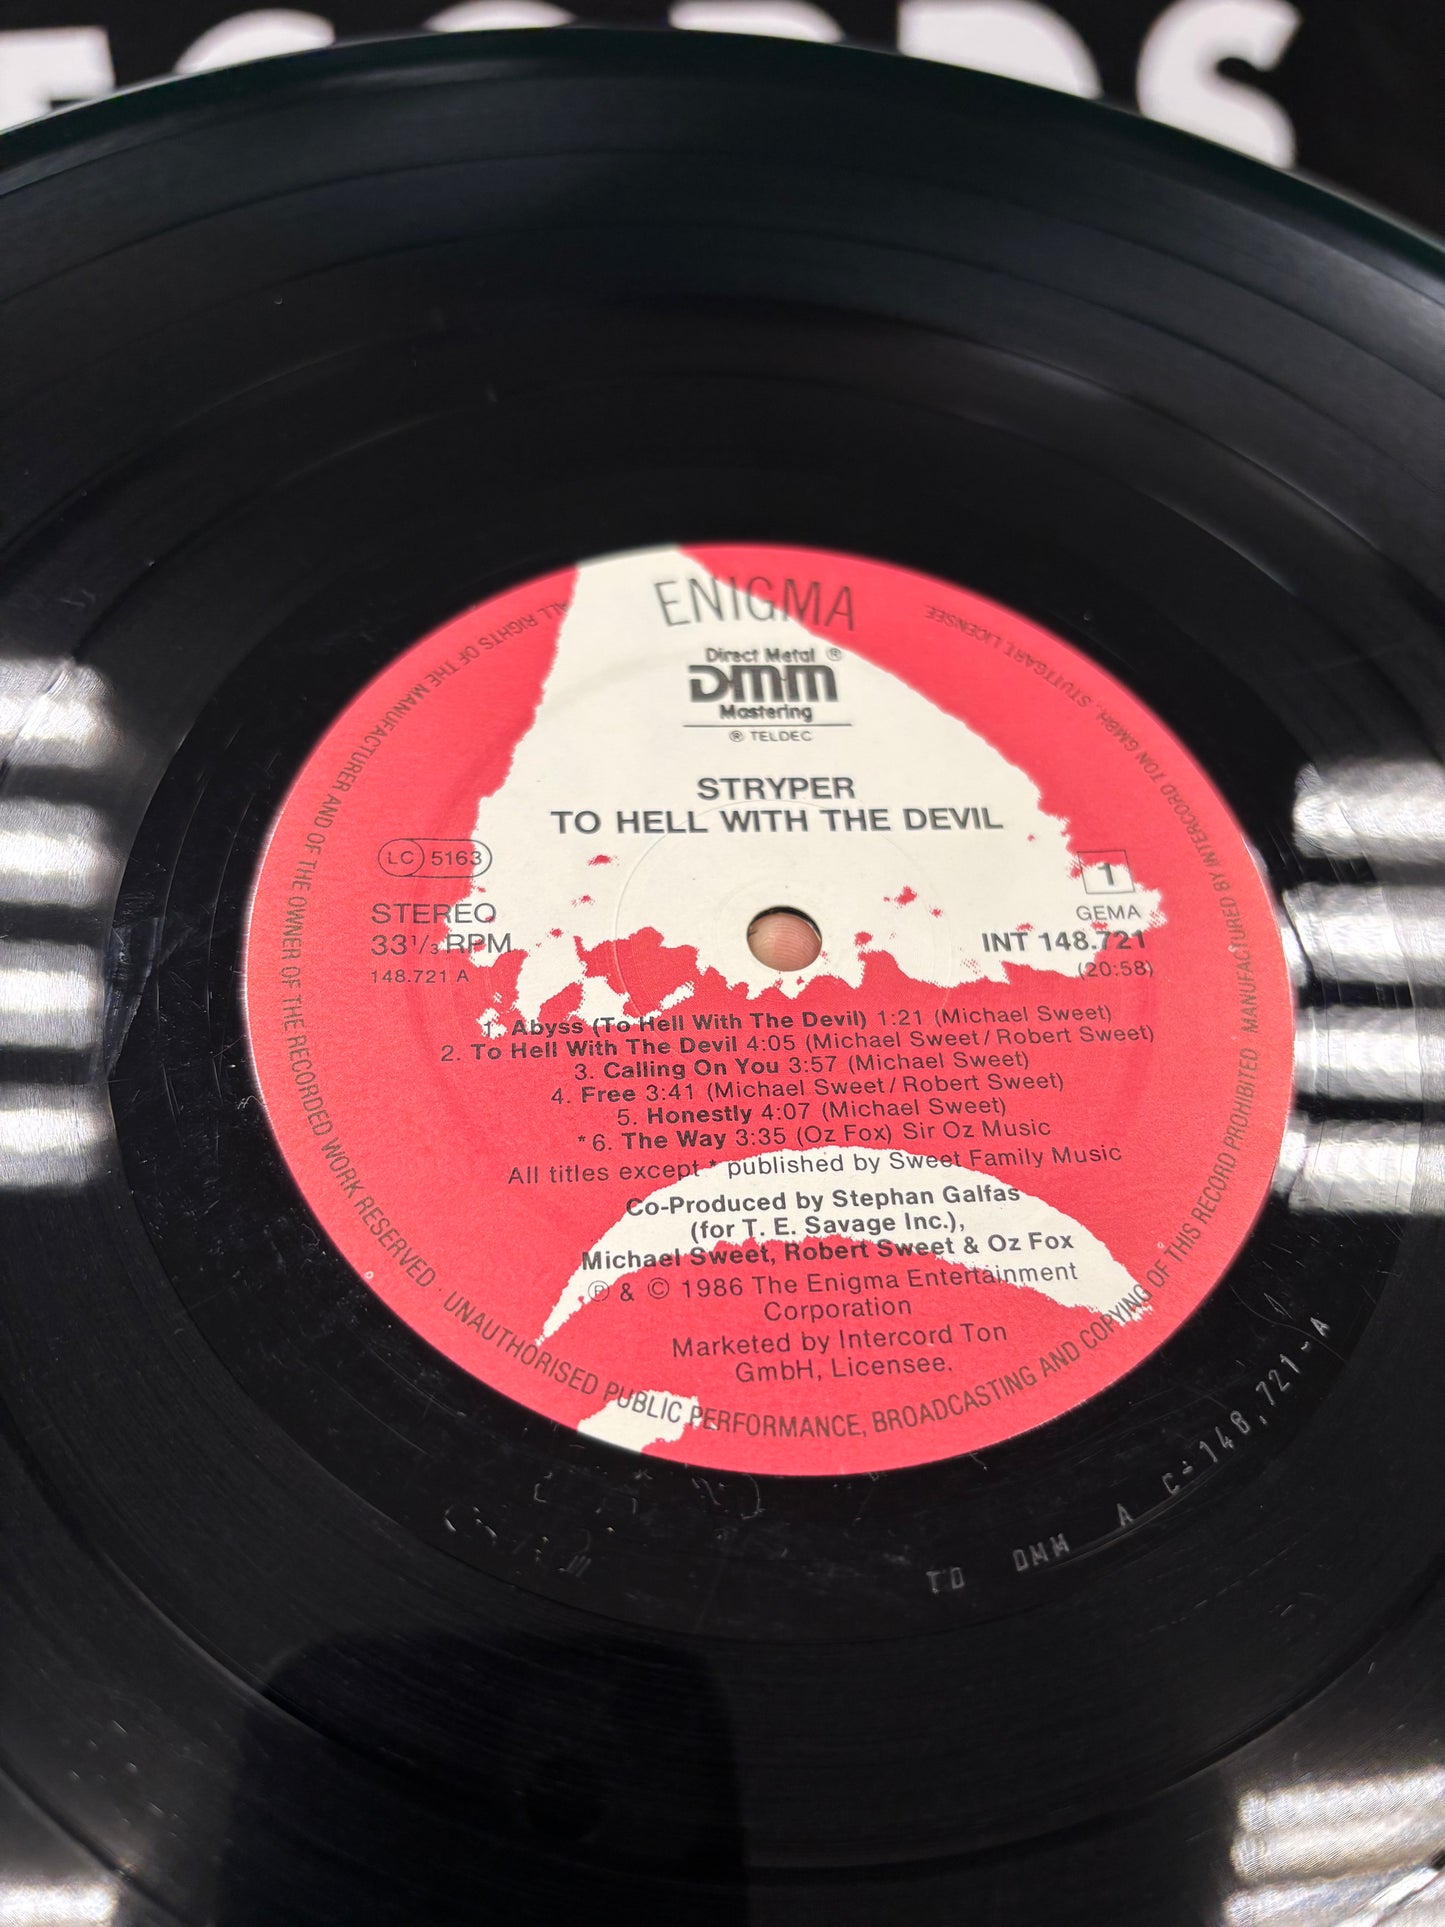 ECORDS
ENIGMA
Direct Metal ®
DMM
Mastering
® TELDEC
STRYPER
TO HELL WITH THE DEVIL
LC 5163
STEREO
33 1/3 RPM
148.721 A
1
GEMA
INT 148.721
(20:58)
1. Abyss (To Hell With The Devil) 1:21 (Michael Sweet)
2. To Hell With The Devil 4:05 (Michael Sweet/Robert Sweet)
3. Calling On You 3:57 (Michael Sweet)
4. Free 3:41 (Michael Sweet/Robert Sweet)
5. Honestly 4:07 (Michael Sweet)
*6. The Way 3:35 (Oz Fox) Sir Oz Music
All titles except * published by Sweet Family Music
Co-Produced by Stephan Galfas
(for T. E. Savage Inc.),
Michael Sweet, Robert Sweet & Oz Fox
℗ & © 1986 The Enigma Entertainment
Corporation
Marketed by Intercord Ton
GmbH, Licensee.
ALL RIGHTS OF THE MANUFACTURER AND OF THE OWNER OF THE RECORDED WORK RESERVED · UNAUTHORISED PUBLIC PERFORMANCE, BROADCASTING AND COPYING OF THIS RECORD PROHIBITED MANUFACTURED BY INTERCORD TON GMBH., STUTTGART LICENSEE
DMM A C-148.721-A